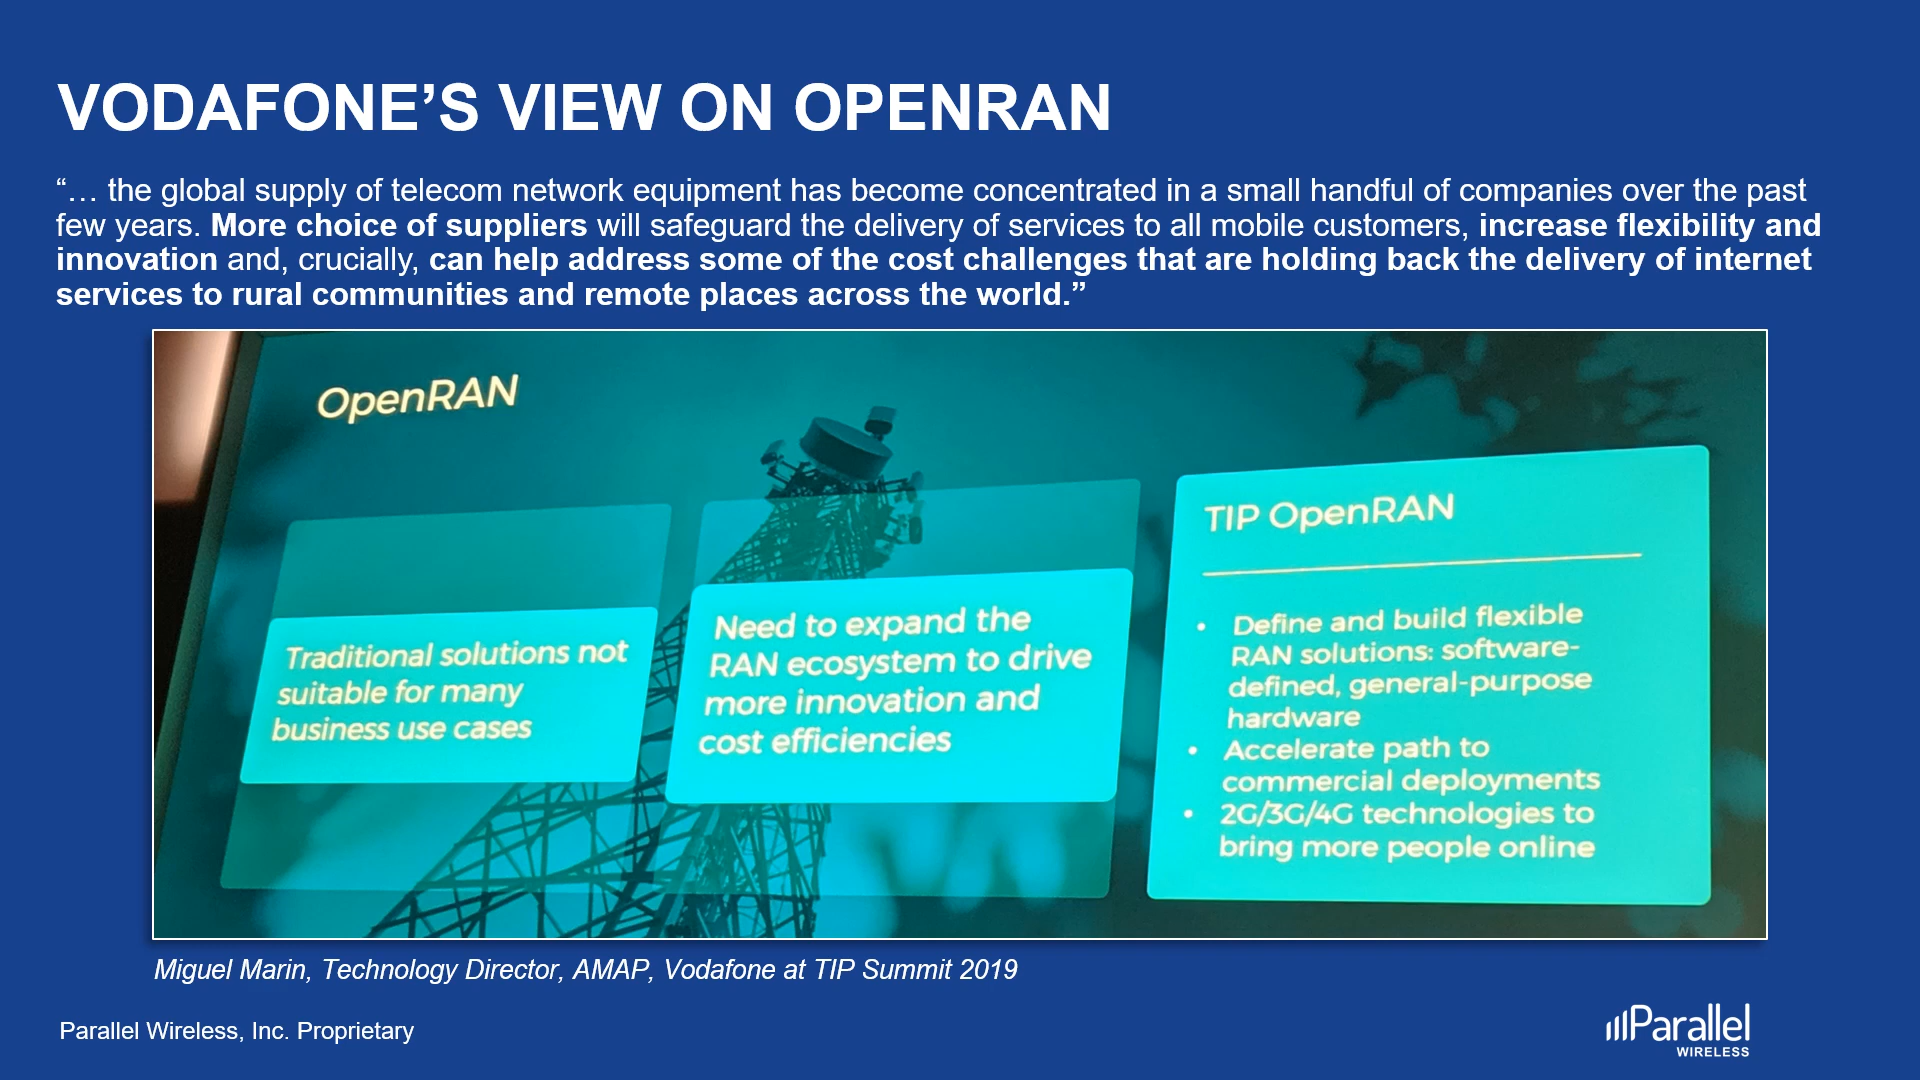 VODAFONE’S VIEW ON OPENRAN
“… the global supply of telecom network equipment has become concentrated in a small handful of companies over the past
few years. More choice of suppliers will safeguard the delivery of services to all mobile customers, increase flexibility and
innovation and, crucially, can help address some of the cost challenges that are holding back the delivery of internet
services to rural communities and remote places across the world.”
OpenRAN
Traditional solutions not
suitable for many
business use cases
Need to expand the
RAN ecosystem to drive
more innovation and
cost efficiencies
TIP OpenRAN
• Define and build flexible
RAN solutions: software-
defined, general-purpose
hardware
• Accelerate path to
commercial deployments
• 2G/3G/4G technologies to
bring more people online
Miguel Marin, Technology Director, AMAP, Vodafone at TIP Summit 2019
Parallel Wireless, Inc. Proprietary
Parallel
WIRELESS